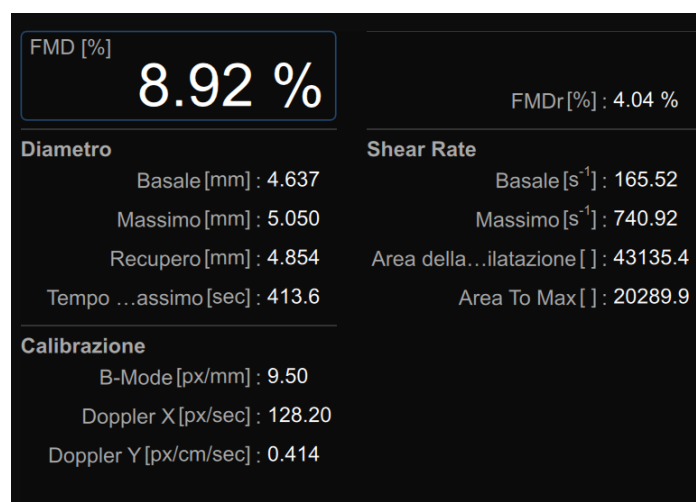 FMD [%]
8.92 %
FMDr [%] : 4.04 %
Diametro
Basale [mm] : 4.637
Massimo [mm] : 5.050
Recupero [mm] : 4.854
Tempo ...assimo [sec] : 413.6
Shear Rate
Basale [s⁻¹] : 165.52
Massimo [s⁻¹] : 740.92
Area della...ilatazione [ ] : 43135.4
Area To Max [ ] : 20289.9
Calibrazione
B-Mode [px/mm] : 9.50
Doppler X [px/sec] : 128.20
Doppler Y [px/cm/sec] : 0.414